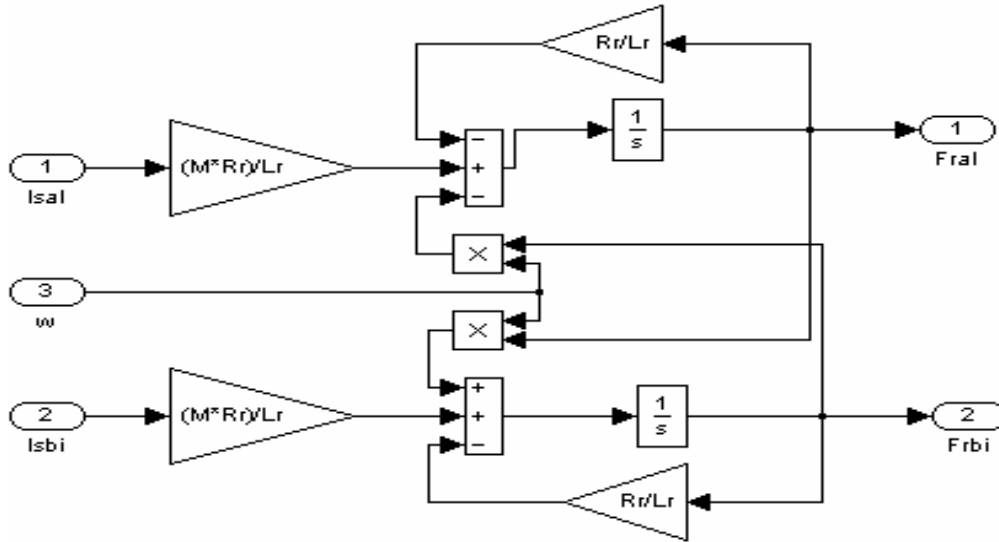 Rr/Lr
−
+
−
1
s
1
Fral
1
Isal
(M*Rr)/Lr
×
3
w
×
+
+
−
1
s
2
Frbi
2
Isbi
(M*Rr)/Lr
Rr/Lr